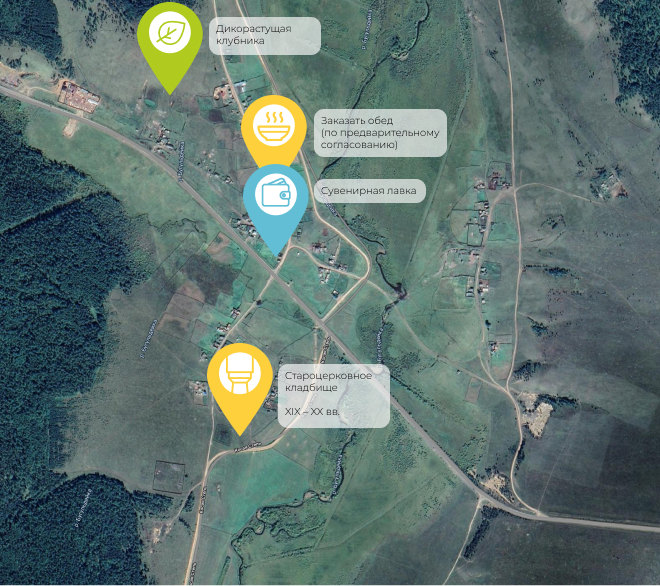 Дикорастущая
клубника
Заказать обед
(по предварительному
согласованию)
Сувенирная лавка
Староцерковное
кладбище
XIX – XX вв.